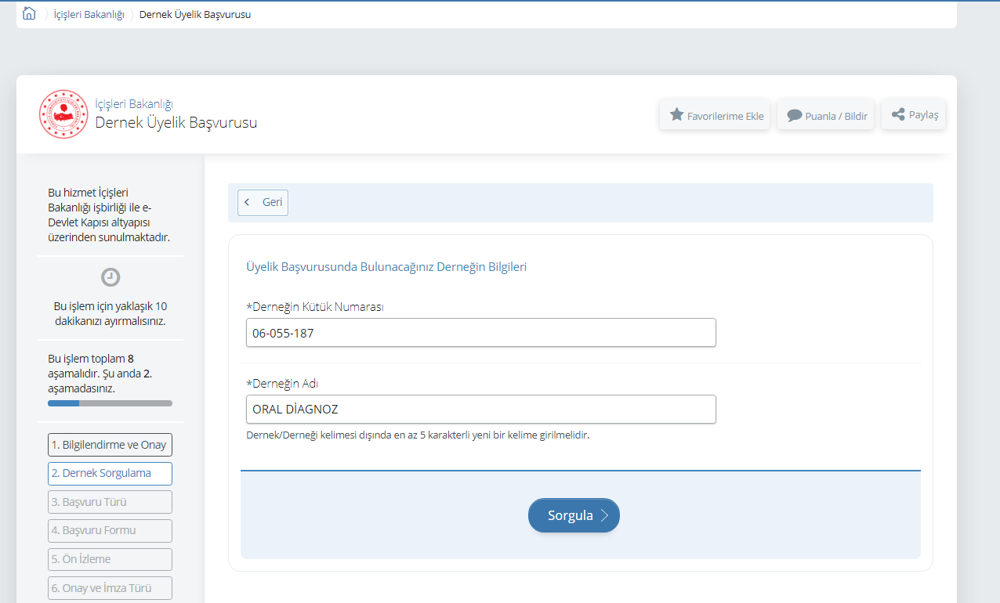 İçişleri Bakanlığı Dernek Üyelik Başvurusu
İçişleri Bakanlığı
Dernek Üyelik Başvurusu
Favorilerime Ekle Puanla / Bildir Paylaş
Bu hizmet İçişleri
Bakanlığı işbirliği ile e-
Devlet Kapısı altyapısı
üzerinden sunulmaktadır.
Bu işlem için yaklaşık 10
dakikanızı ayırmalısınız.
Bu işlem toplam 8
aşamalıdır. Şu anda 2.
aşamadasınız.
1. Bilgilendirme ve Onay
2. Dernek Sorgulama
3. Başvuru Türü
4. Başvuru Formu
5. Ön İzleme
6. Onay ve İmza Türü
Geri
Üyelik Başvurusunda Bulunacağınız Derneğin Bilgileri
*Derneğin Kütük Numarası
06-055-187
*Derneğin Adı
ORAL DİAGNOZ
Dernek/Derneği kelimesi dışında en az 5 karakterli yeni bir kelime girilmelidir.
Sorgula